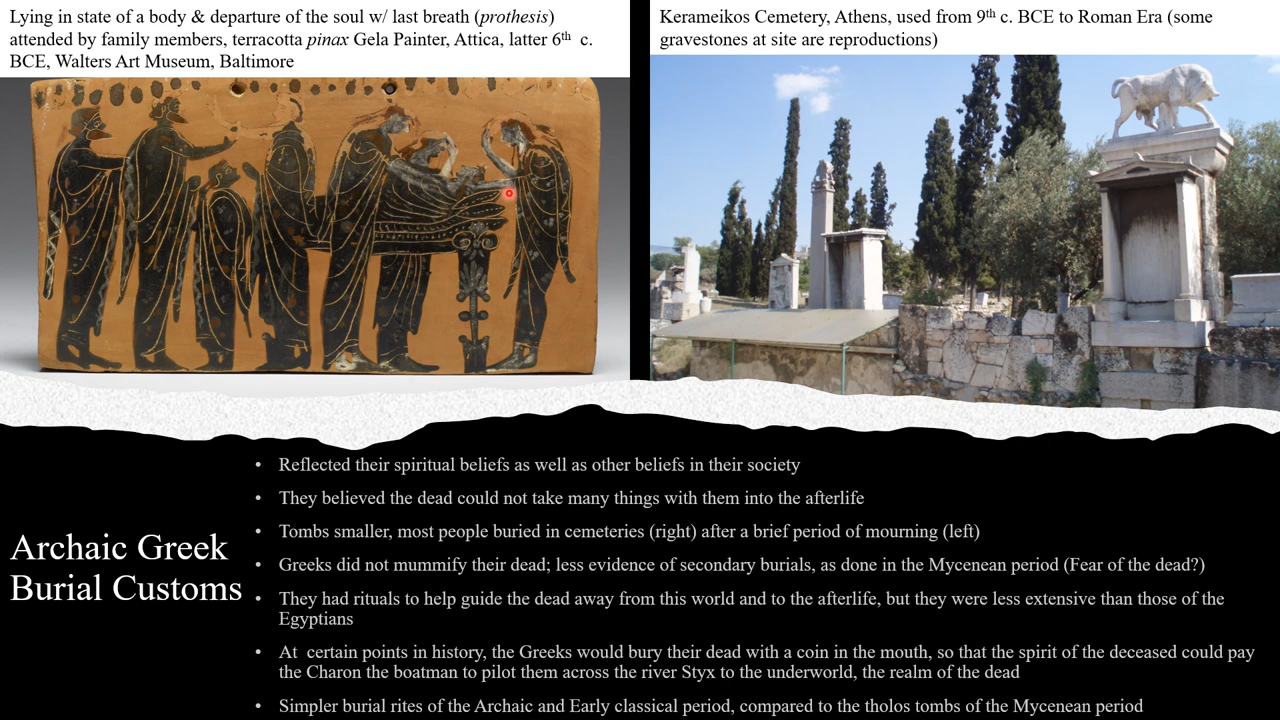 Lying in state of a body & departure of the soul w/ last breath (prothesis)
attended by family members, terracotta pinax Gela Painter, Attica, latter 6th c.
BCE, Walters Art Museum, Baltimore
Kerameikos Cemetery, Athens, used from 9th c. BCE to Roman Era (some
gravestones at site are reproductions)
Archaic Greek
Burial Customs
• Reflected their spiritual beliefs as well as other beliefs in their society
• They believed the dead could not take many things with them into the afterlife
• Tombs smaller, most people buried in cemeteries (right) after a brief period of mourning (left)
• Greeks did not mummify their dead; less evidence of secondary burials, as done in the Mycenean period (Fear of the dead?)
• They had rituals to help guide the dead away from this world and to the afterlife, but they were less extensive than those of the
Egyptians
• At certain points in history, the Greeks would bury their dead with a coin in the mouth, so that the spirit of the deceased could pay
the Charon the boatman to pilot them across the river Styx to the underworld, the realm of the dead
• Simpler burial rites of the Archaic and Early classical period, compared to the tholos tombs of the Mycenean period